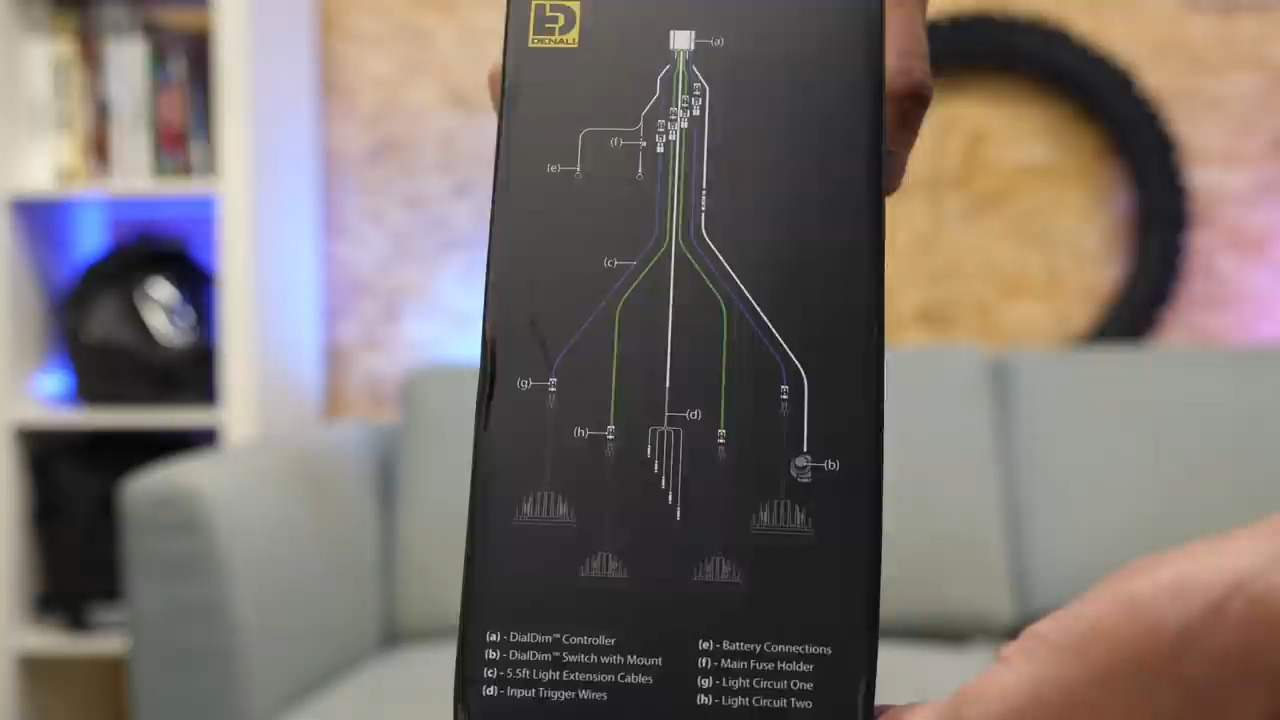 DENALI
(a)
(f)
(e)
(c)
(g)
(d)
(h)
(b)
(a) - DialDim™ Controller
(b) - DialDim™ Switch with Mount
(c) - 5.5ft Light Extension Cables
(d) - Input Trigger Wires
(e) - Battery Connections
(f) - Main Fuse Holder
(g) - Light Circuit One
(h) - Light Circuit Two